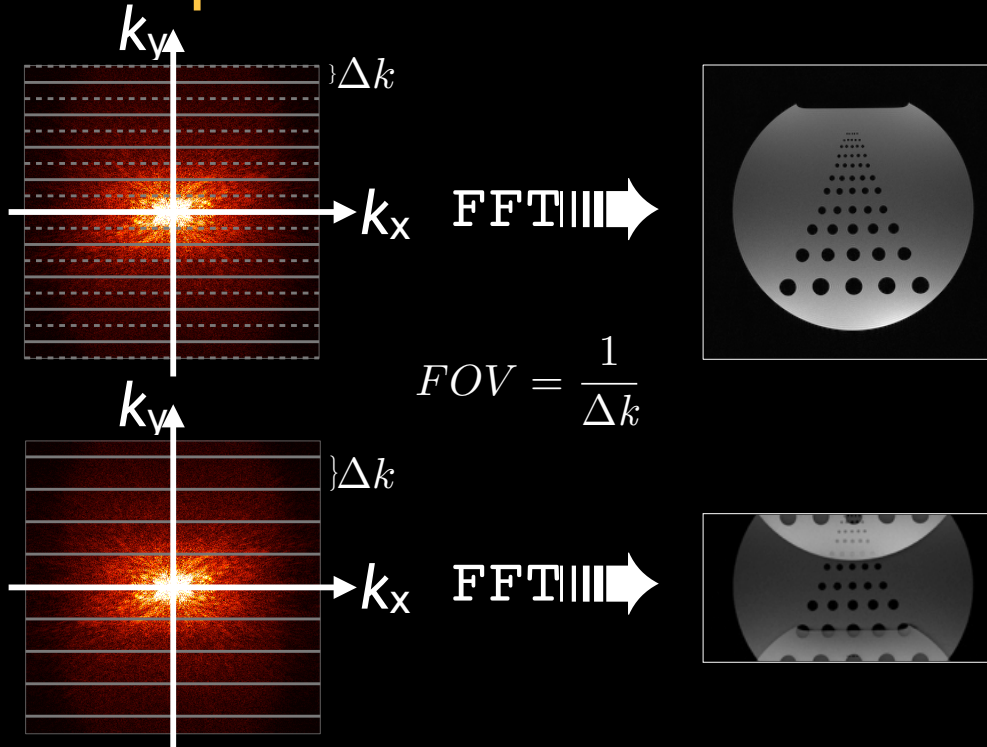 ky
}Δk
kx
FFT
FOV = 1/Δk
ky
}Δk
kx
FFT